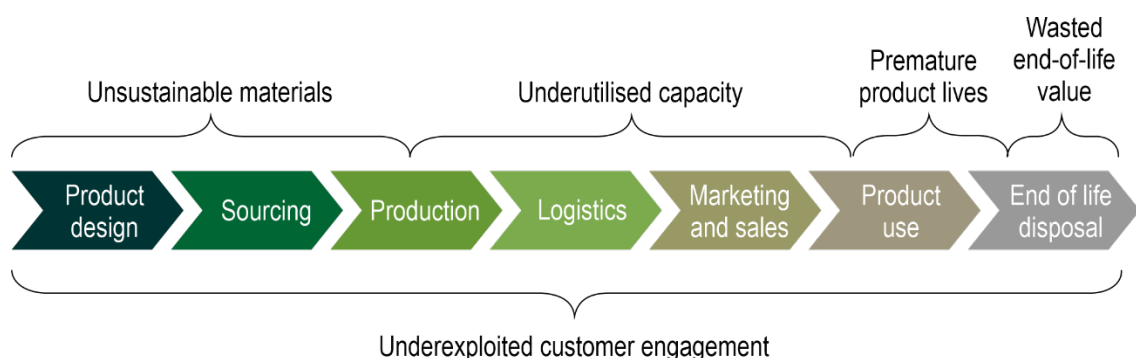 Unsustainable materials
Underutilised capacity
Premature
product lives
Wasted
end-of-life
value
Product
design
Sourcing
Production
Logistics
Marketing
and sales
Product
use
End of life
disposal
Underexploited customer engagement